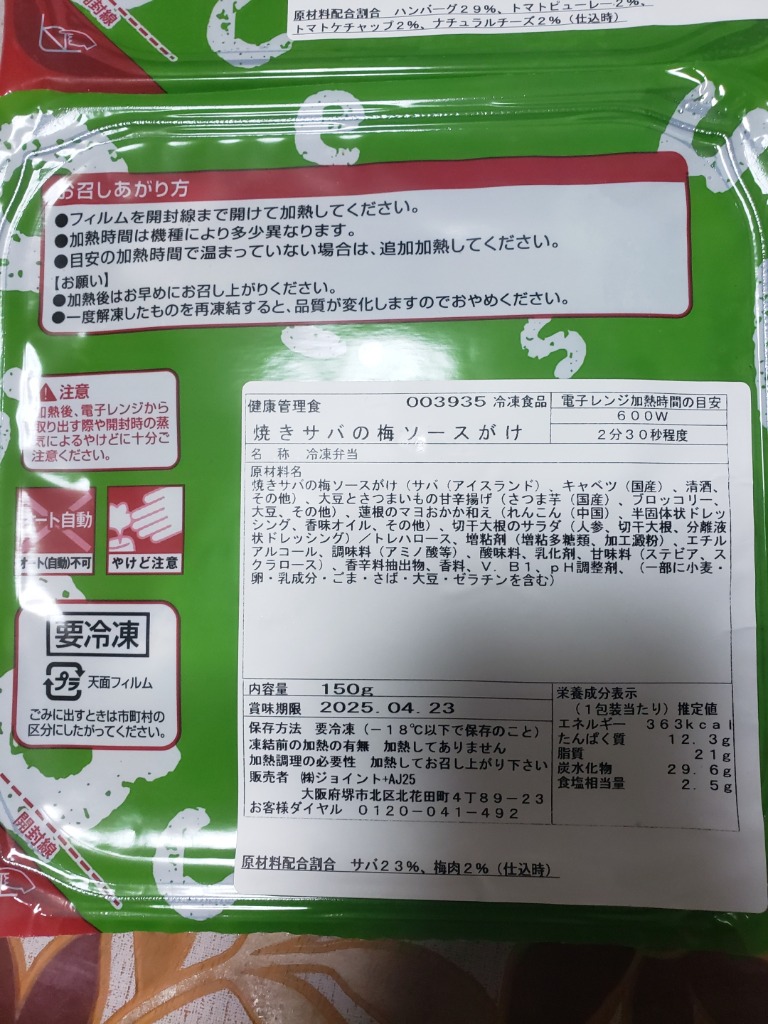 開封線
原材料配合割合　ハンバーグ２９％、トマトピューレー２％、
トマトケチャップ２％、ナチュラルチーズ２％（仕込時）
お召しあがり方
●フィルムを開封線まで開けて加熱してください。
●加熱時間は機種により多少異なります。
●目安の加熱時間で温まっていない場合は、追加加熱してください。
【お願い】
●加熱後はお早めにお召し上がりください。
●一度解凍したものを再凍結すると、品質が変化しますのでおやめください。
注意
加熱後、電子レンジから
取り出す際や開封時の蒸
気によるやけどに十分ご
注意ください。
オート自動
オート(自動)不可
やけど注意
要冷凍
プラ
天面フィルム
ごみに出すときは市町村の
区分にしたがってください。
開封線
健康管理食
003935 冷凍食品
焼きサバの梅ソースがけ
電子レンジ加熱時間の目安
６００Ｗ
２分３０秒程度
名　称　冷凍弁当
原材料名
焼きサバの梅ソースがけ（サバ（アイスランド）、キャベツ（国産）、清酒、
その他）、大豆とさつまいもの甘辛揚げ（さつま芋（国産）、ブロッコリー、
大豆、その他）、蓮根のマヨおかか和え（れんこん（中国）、半固体状ドレッ
シング、香味オイル、その他）、切干大根のサラダ（人参、切干大根、分離液
状ドレッシング）／トレハロース、増粘剤（増粘多糖類、加工澱粉）、エチル
アルコール、調味料（アミノ酸等）、酸味料、乳化剤、甘味料（ステビア、ス
クラロース）、香辛料抽出物、香料、Ｖ．Ｂ１、ｐＨ調整剤、（一部に小麦・
卵・乳成分・ごま・さば・大豆・ゼラチンを含む）
内容量　150g
賞味期限　2025.04.23
保存方法　要冷凍（－１８℃以下で保存のこと）
凍結前の加熱の有無　加熱してありません
加熱調理の必要性　加熱してお召し上がり下さい
販売者　㈱ジョイント+AJ25
大阪府堺市北区北花田町４丁８９－２３
お客様ダイヤル　０１２０－０４１－４９２
栄養成分表示
（１包装当たり）推定値
エネルギー　３６３kcal
たんぱく質　１２．３g
脂質　２１g
炭水化物　２９．６g
食塩相当量　２．５g
原材料配合割合　サバ２３％、梅肉２％（仕込時）